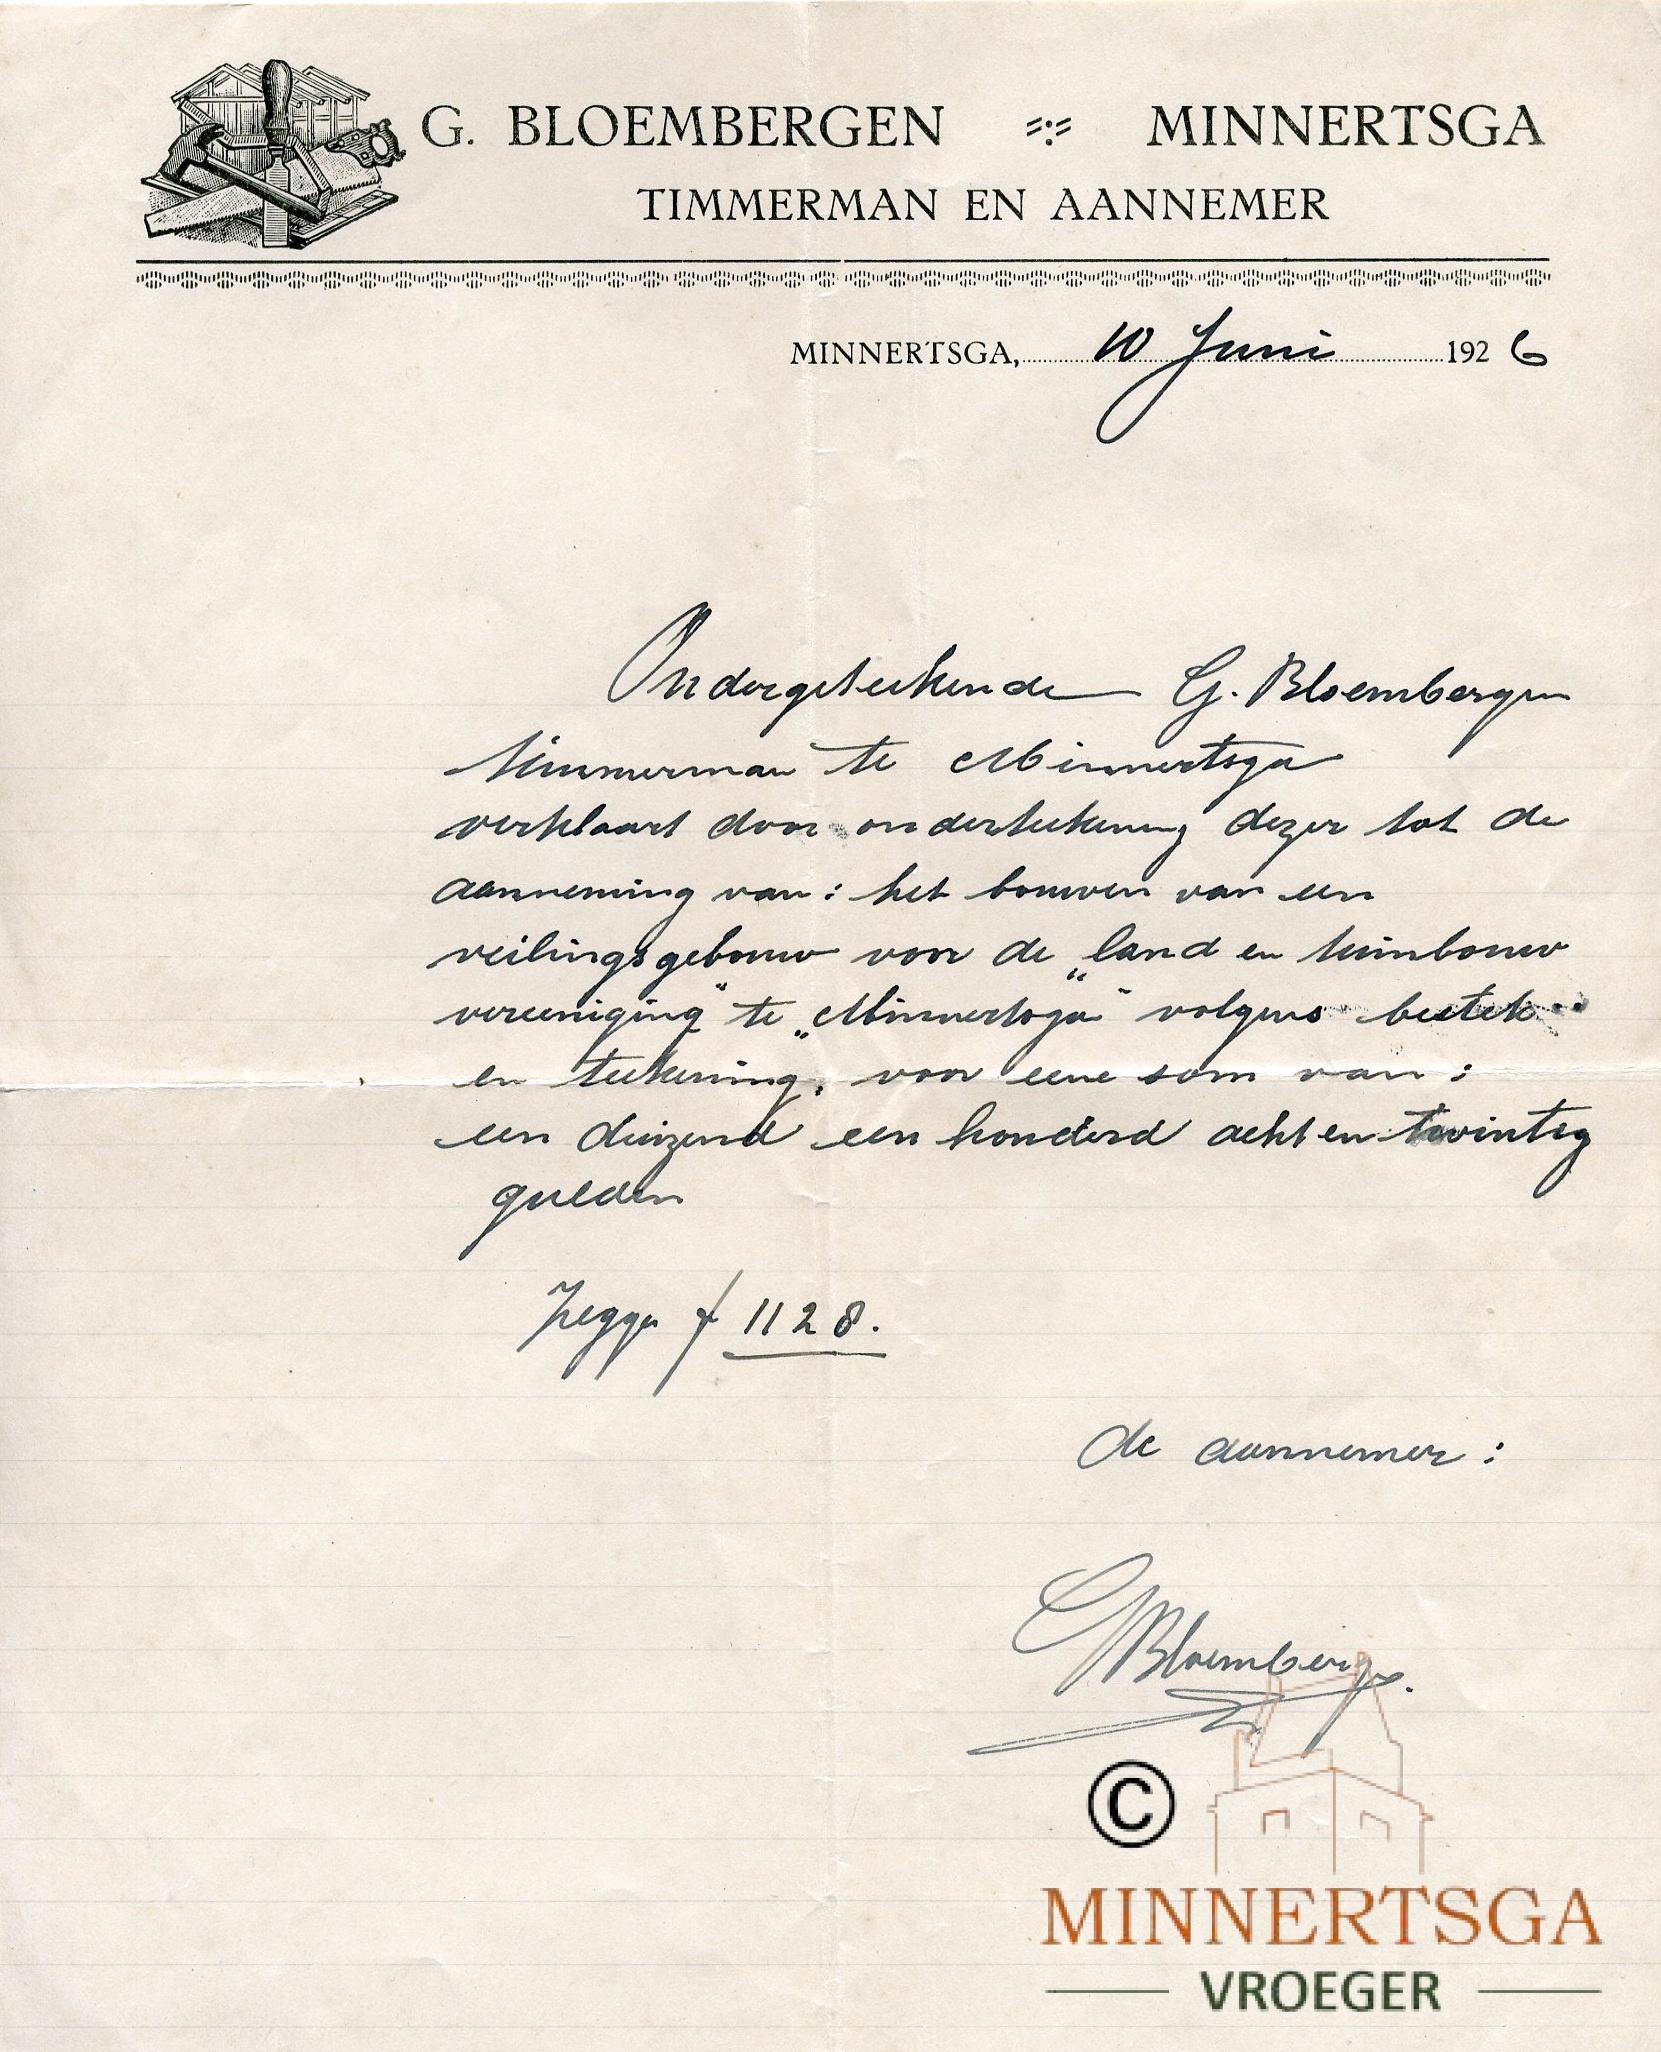 G. BLOEMBERGEN MINNERTSGA
TIMMERMAN EN AANNEMER
MINNERTSGA, 10 Juni 1926
Ondergeteekende G. Bloembergen
timmerman te Minnertsga
verklaart door onderteekening dezer tot de
aanneming van: het bouwen van een
veilingsgebouw voor de „land en tuinbouw
vereeniging" te „Minnertsga" volgens bestek
en teekening, voor eene som van:
een duizend een honderd acht en twintig
gulden
Zegge f 1128.
de aannemer:
GBloembergen.
©
MINNERTSGA
VROEGER